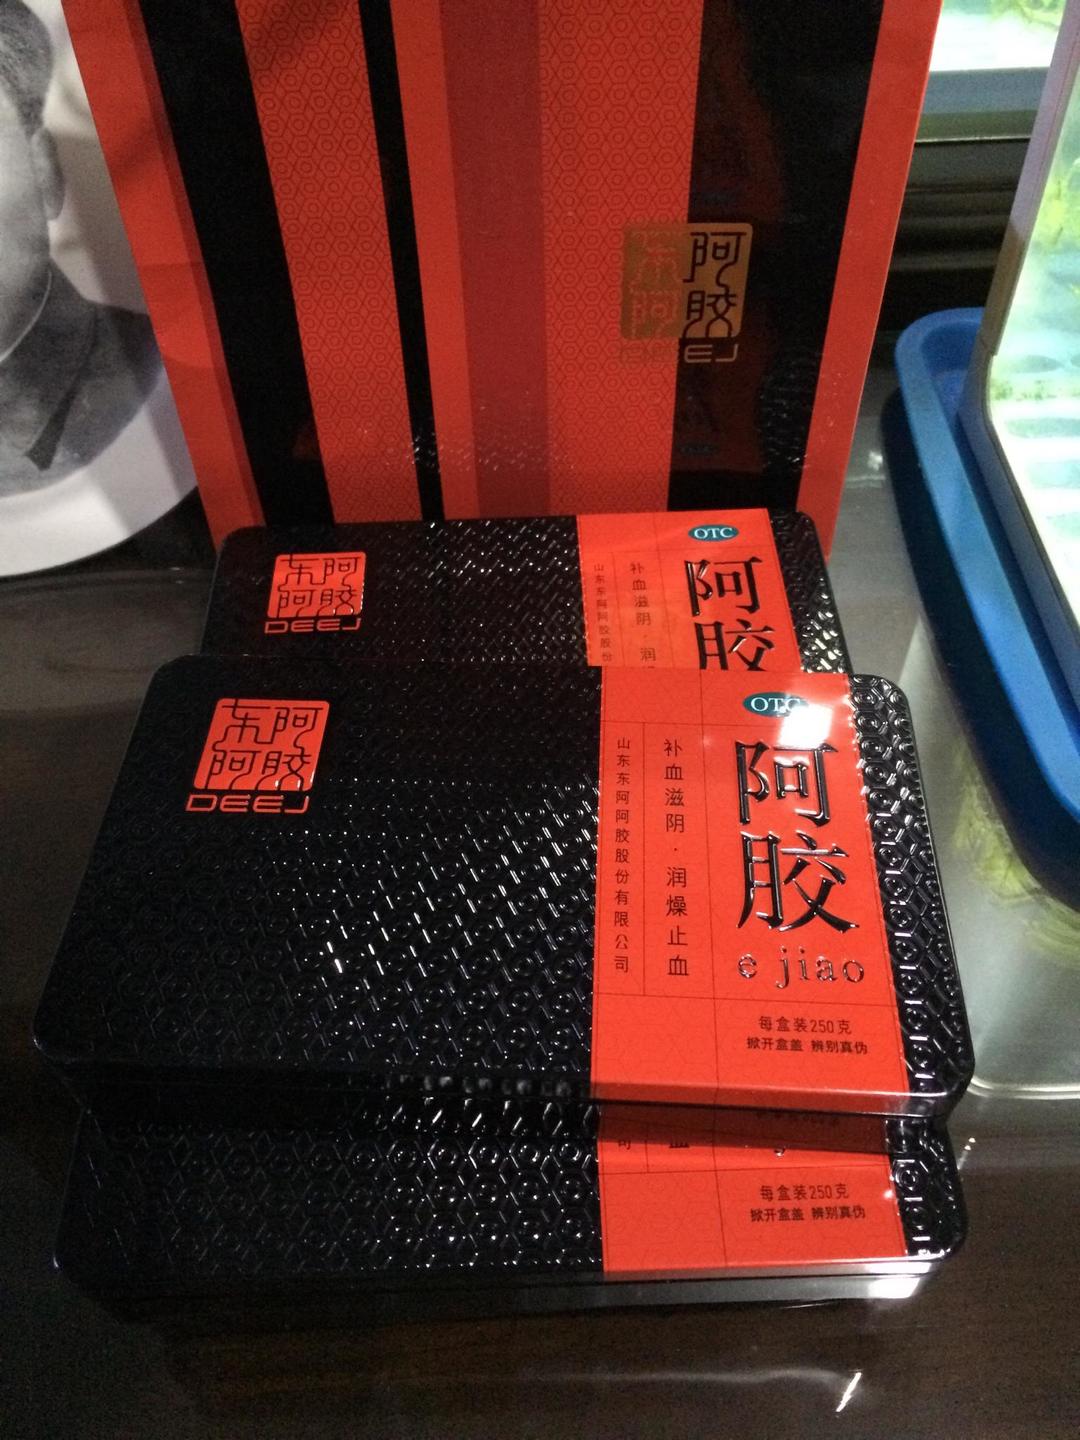 东阿
阿胶
DEEJ
东阿
阿胶
DEEJ
OTC
阿胶
补血滋阴·润
山东东阿阿胶股份
东阿
阿胶
DEEJ
OTC
阿胶
e jiao
补血滋阴·润燥止血
山东东阿阿胶股份有限公司
每盒装250克
掀开盒盖 辨别真伪
司
血
每盒装250克
掀开盒盖 辨别真伪